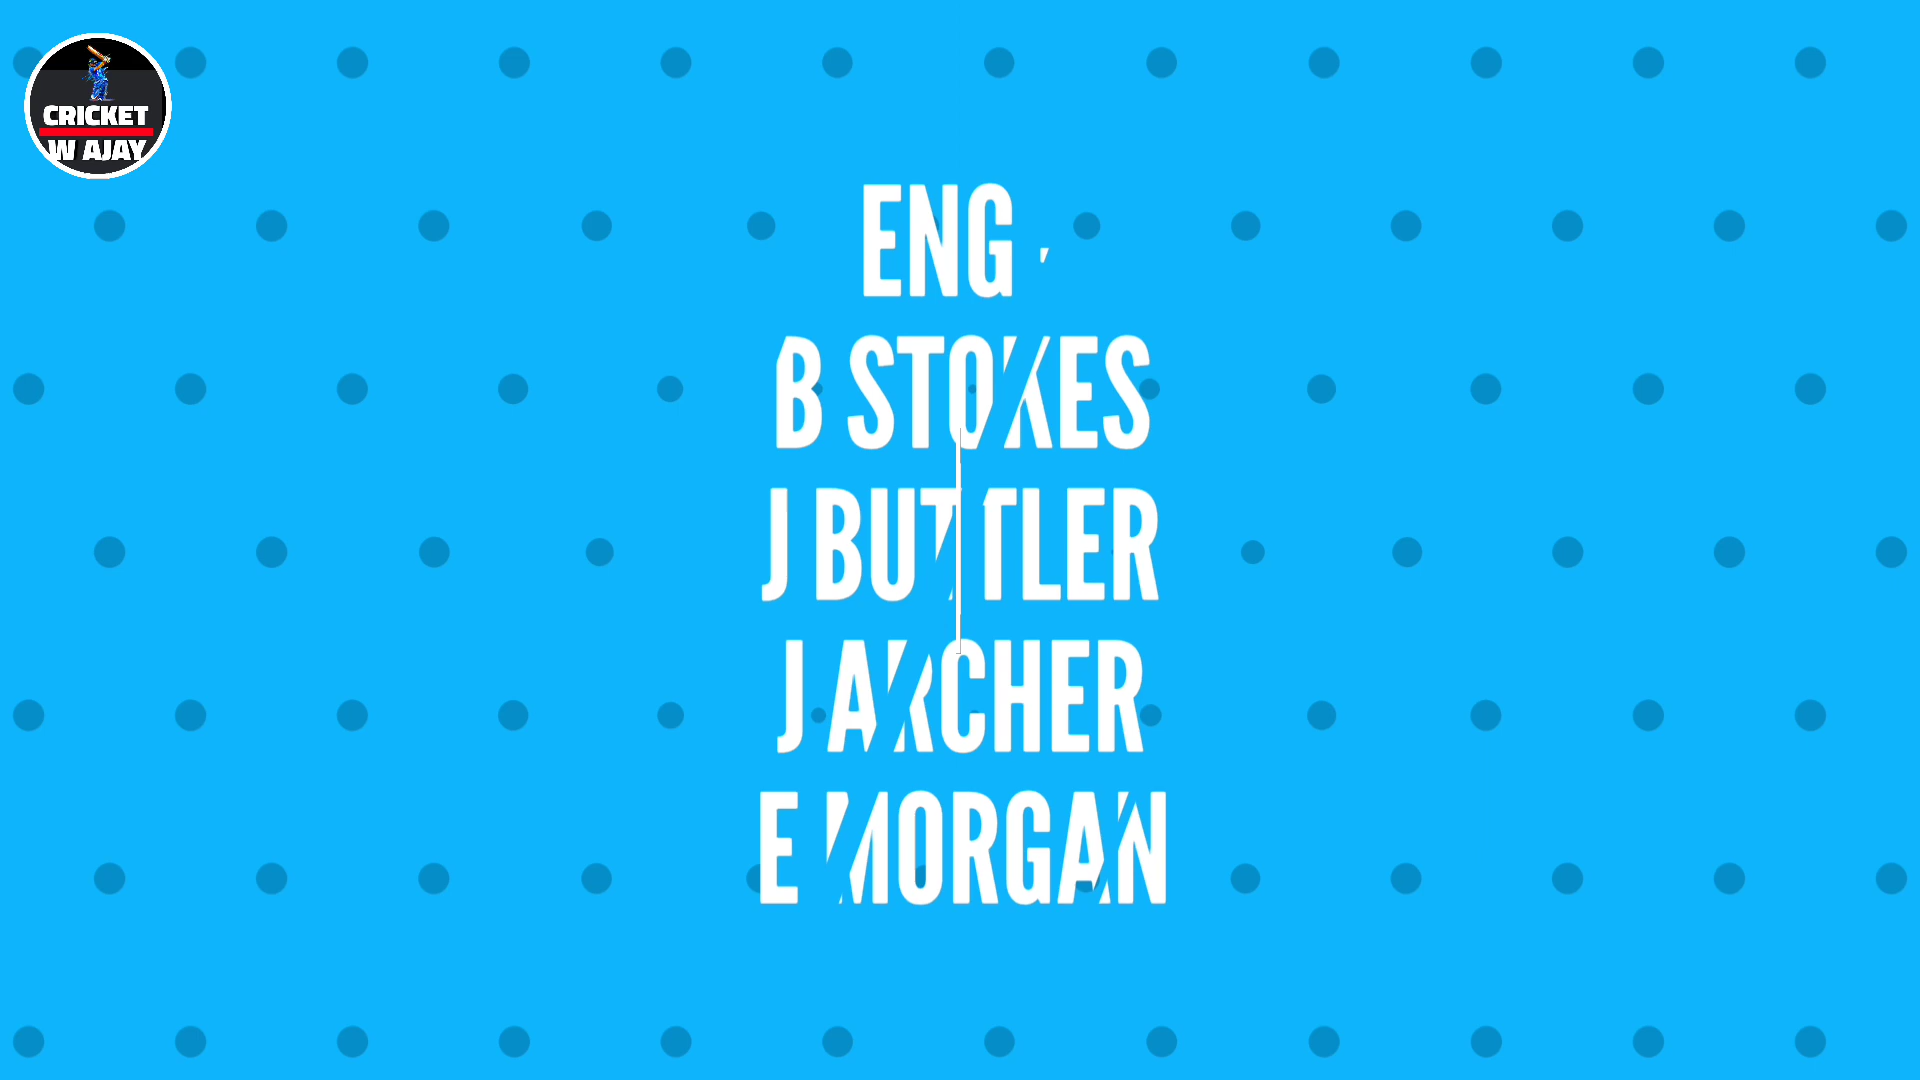 CRICKET
W AJAY
ENG
B STOKES
J BUTTLER
J ARCHER
E MORGAN